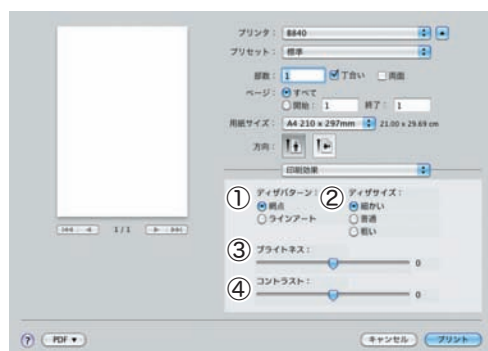 プリンタ： 8840
プリセット： 標準
部数： 1 丁合い 両面
ページ： すべて
開始： 1 終了： 1
用紙サイズ： A4 210 x 297mm 21.00 x 29.69 cm
方向：
印刷効果
① ディザパターン： ② ディザサイズ：
網点 細かい
ラインアート 普通
粗い
1/1
③ ブライトネス：
0
④ コントラスト：
0
? PDF ▼ キャンセル プリント